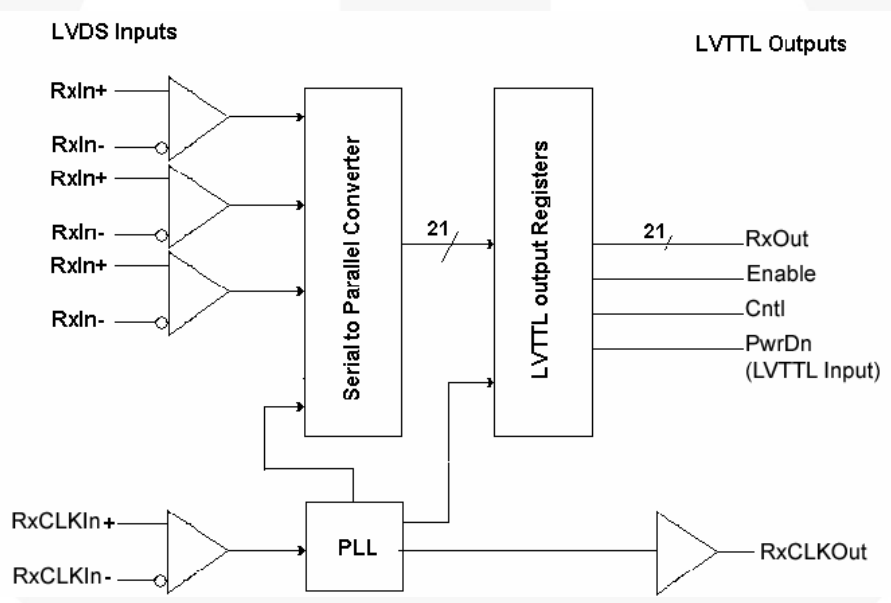 LVDS Inputs
LVTTL Outputs
RxIn+
RxIn-
RxIn+
RxIn-
RxIn+
RxIn-
Serial to Parallel Converter
21
LVTTL output Registers
21
RxOut
Enable
Cntl
PwrDn
(LVTTL Input)
RxCLKIn+
RxCLKIn-
PLL
RxCLKOut